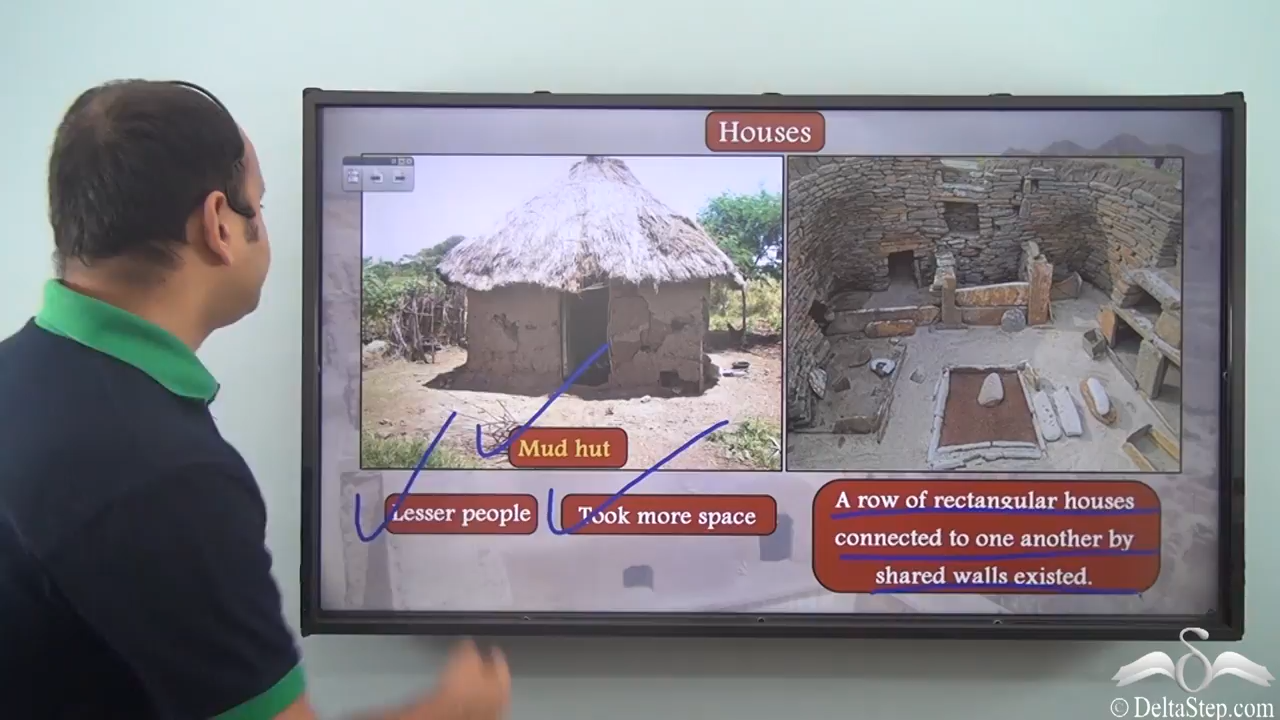 Houses
Mud hut
Lesser people
Took more space
A row of rectangular houses
connected to one another by
shared walls existed.
© DeltaStep.com